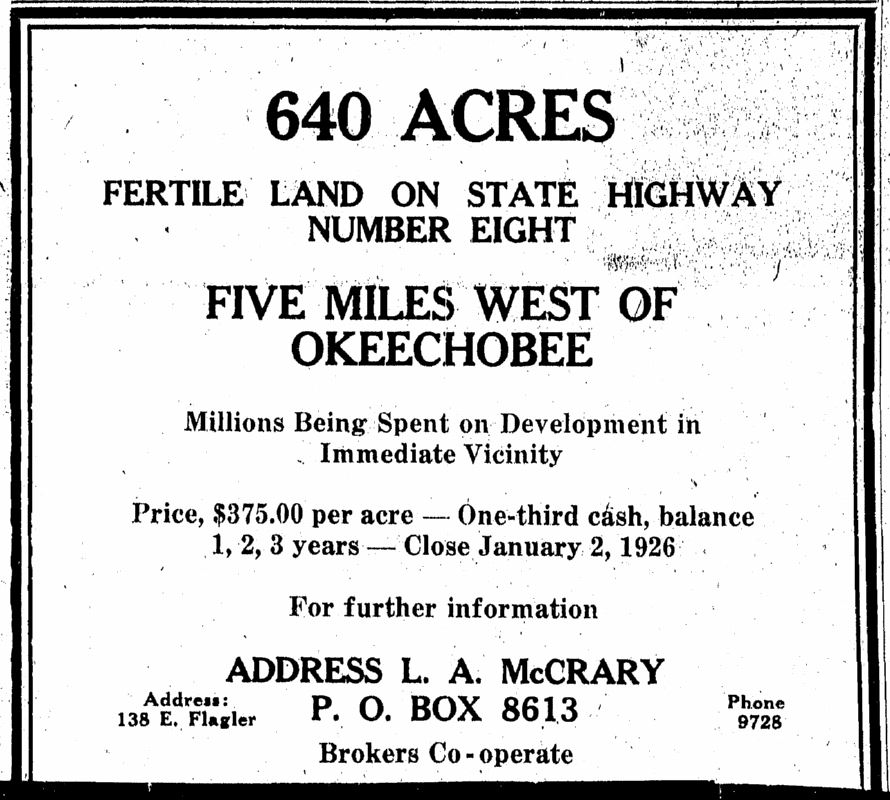 640 ACRES
FERTILE LAND ON STATE HIGHWAY
NUMBER EIGHT
FIVE MILES WEST OF
OKEECHOBEE
Millions Being Spent on Development in
Immediate Vicinity
Price, $375.00 per acre — One-third cash, balance
1, 2, 3 years — Close January 2, 1926
For further information
ADDRESS L. A. McCRARY
Address:
138 E. Flagler
P. O. BOX 8613
Phone
9728
Brokers Co-operate